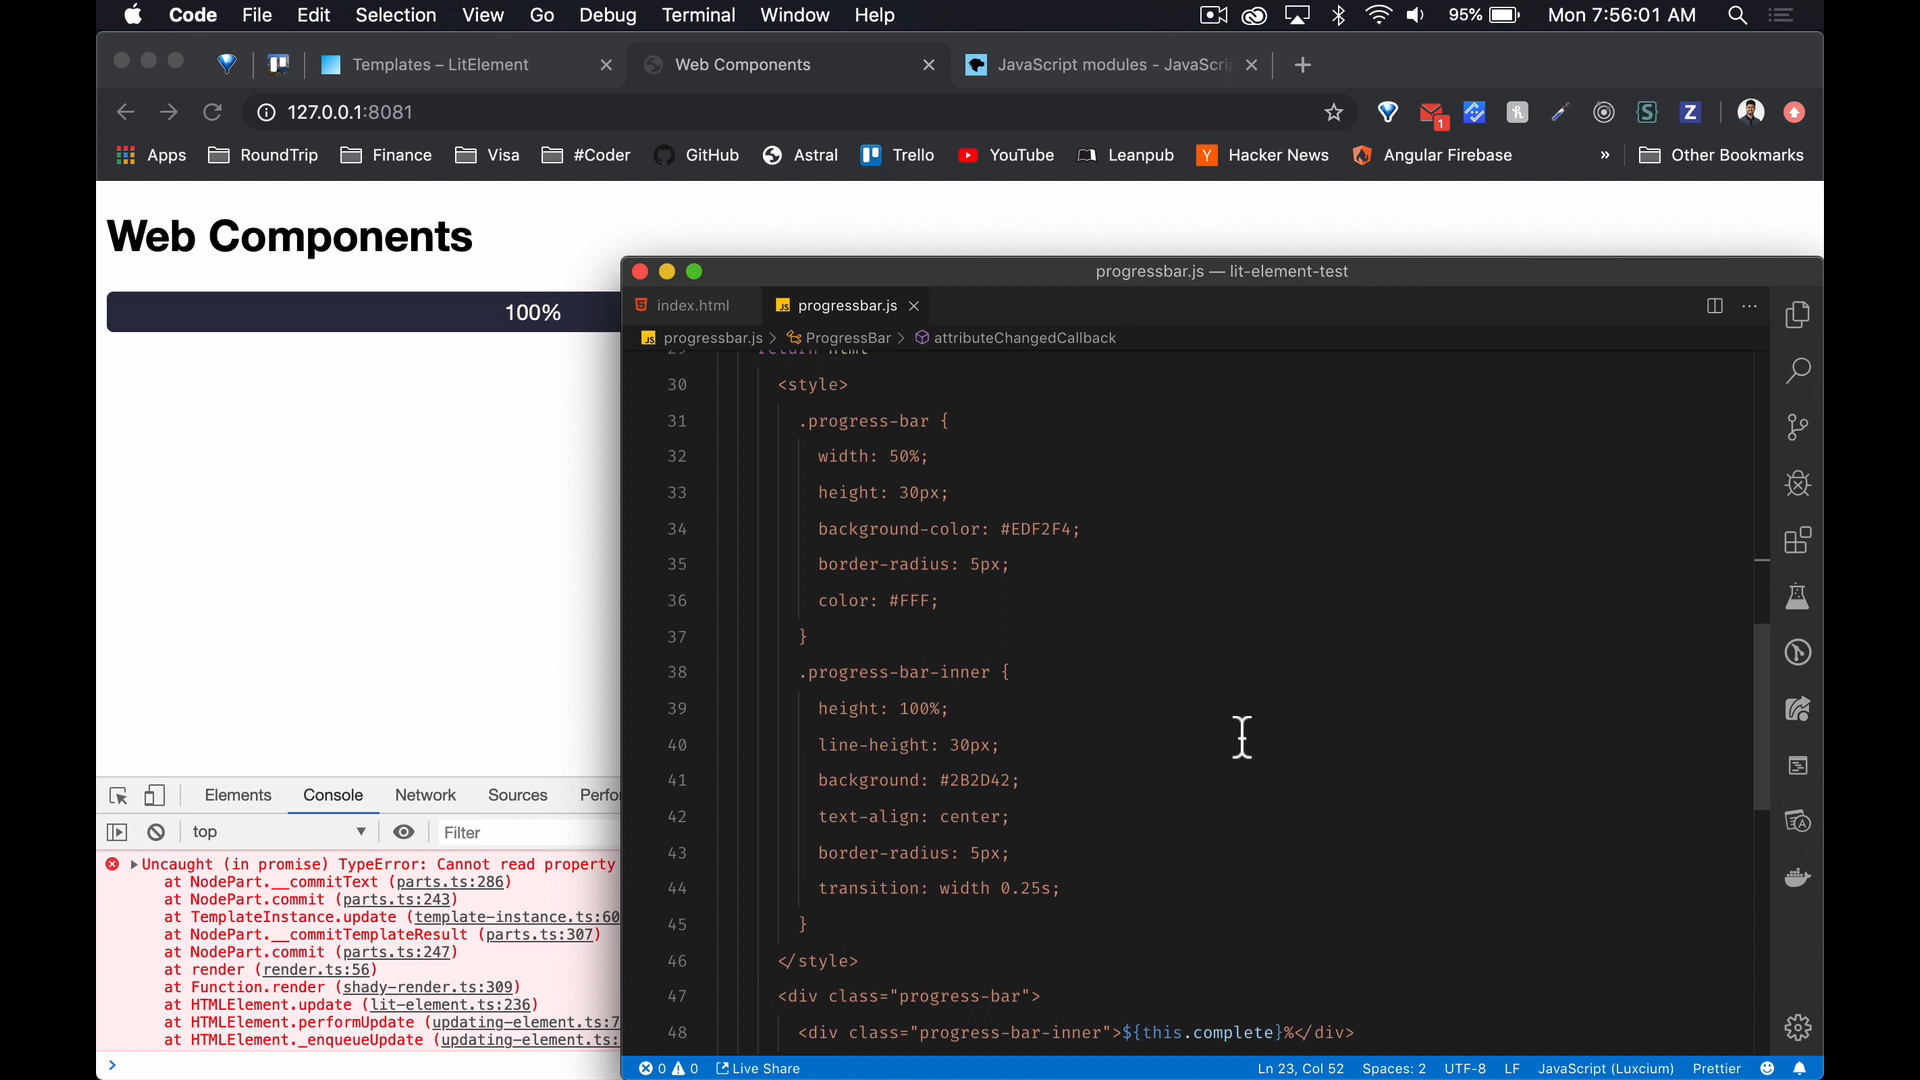 Code File Edit Selection View Go Debug Terminal Window Help 95% Mon 7:56:01 AM
Templates – LitElement Web Components JavaScript modules - JavaScri
127.0.0.1:8081 1
Apps RoundTrip Finance Visa #Coder GitHub Astral Trello YouTube Leanpub Hacker News Angular Firebase » Other Bookmarks
Web Components
100%
progressbar.js — lit-element-test
index.html JS progressbar.js
JS progressbar.js > ProgressBar > attributeChangedCallback
29 return html
30 <style>
31 .progress-bar {
32 width: 50%;
33 height: 30px;
34 background-color: #EDF2F4;
35 border-radius: 5px;
36 color: #FFF;
37 }
38 .progress-bar-inner {
39 height: 100%;
40 line-height: 30px;
41 background: #2B2D42;
42 text-align: center;
43 border-radius: 5px;
44 transition: width 0.25s;
45 }
46 </style>
47 <div class="progress-bar">
48 <div class="progress-bar-inner">${this.complete}%</div>
Elements Console Network Sources Perfo
top Filter
Uncaught (in promise) TypeError: Cannot read property
at NodePart.__commitText (parts.ts:286)
at NodePart.commit (parts.ts:243)
at TemplateInstance.update (template-instance.ts:60
at NodePart.__commitTemplateResult (parts.ts:307)
at NodePart.commit (parts.ts:247)
at render (render.ts:56)
at Function.render (shady-render.ts:309)
at HTMLElement.update (lit-element.ts:236)
at HTMLElement.performUpdate (updating-element.ts:7
at HTMLElement._enqueueUpdate (updating-element.ts:
>
0 0 Live Share Ln 23, Col 52 Spaces: 2 UTF-8 LF JavaScript (Luxcium) Prettier